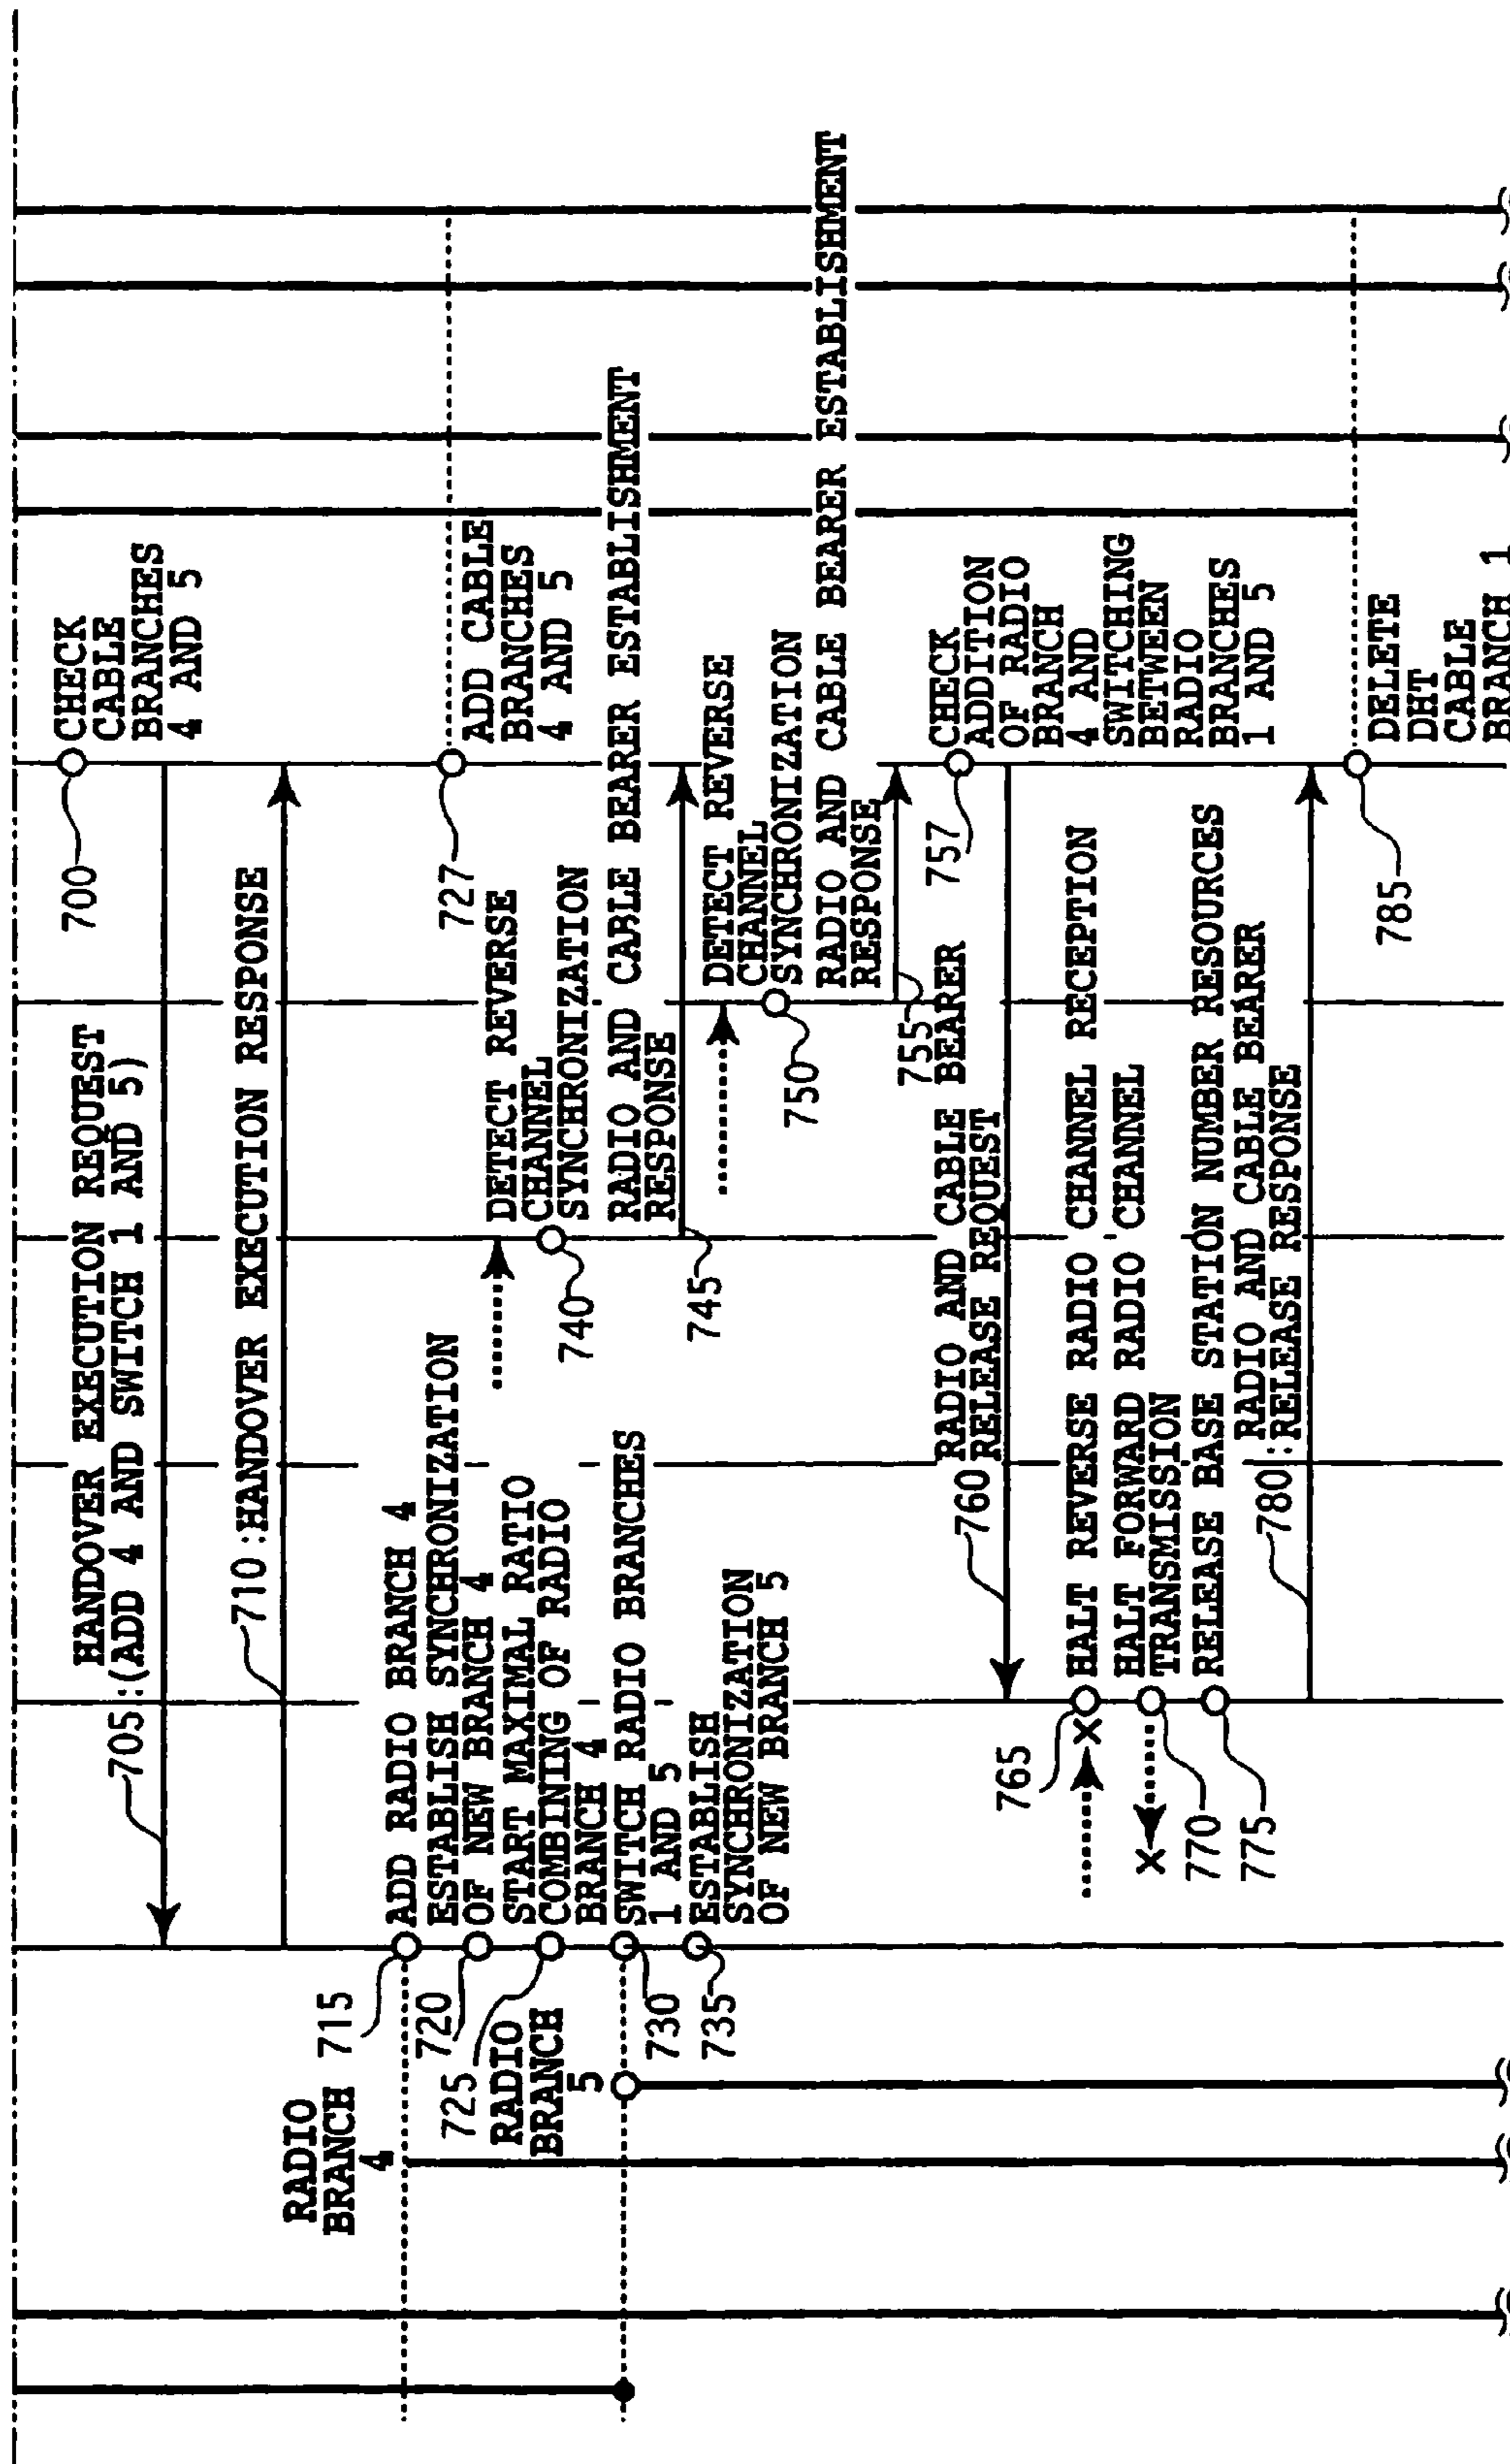 700
CHECK
CABLE
BRANCHES
4 AND 5
HANDOVER EXECUTION REQUEST
705:(ADD 4 AND SWITCH 1 AND 5)
710:HANDOVER EXECUTION RESPONSE
RADIO
BRANCH
4
715
ADD RADIO BRANCH 4
720
ESTABLISH SYNCHRONIZATION
OF NEW BRANCH 4
725
START MAXIMAL RATIO
COMBINING OF RADIO
BRANCH 4
727
ADD CABLE
BRANCHES
4 AND 5
RADIO
BRANCH
5
730
SWITCH RADIO BRANCHES
1 AND 5
735
ESTABLISH
SYNCHRONIZATION
OF NEW BRANCH 5
740
DETECT REVERSE
CHANNEL
SYNCHRONIZATION
745
RADIO AND CABLE BEARER ESTABLISHMENT
RESPONSE
750
DETECT REVERSE
CHANNEL
SYNCHRONIZATION
755
RADIO AND CABLE BEARER ESTABLISHMENT
RESPONSE
757
CHECK
ADDITION
OF RADIO
BRANCH
4 AND
SWITCHING
BETWEEN
RADIO
BRANCHES
1 AND 5
760
RADIO AND CABLE BEARER
RELEASE REQUEST
765
HALT REVERSE RADIO CHANNEL RECEPTION
770
HALT FORWARD RADIO CHANNEL
TRANSMISSION
775
RELEASE BASE STATION NUMBER RESOURCES
RADIO AND CABLE BEARER
780:RELEASE RESPONSE
785
DELETE
DHT
CABLE
BRANCH 1